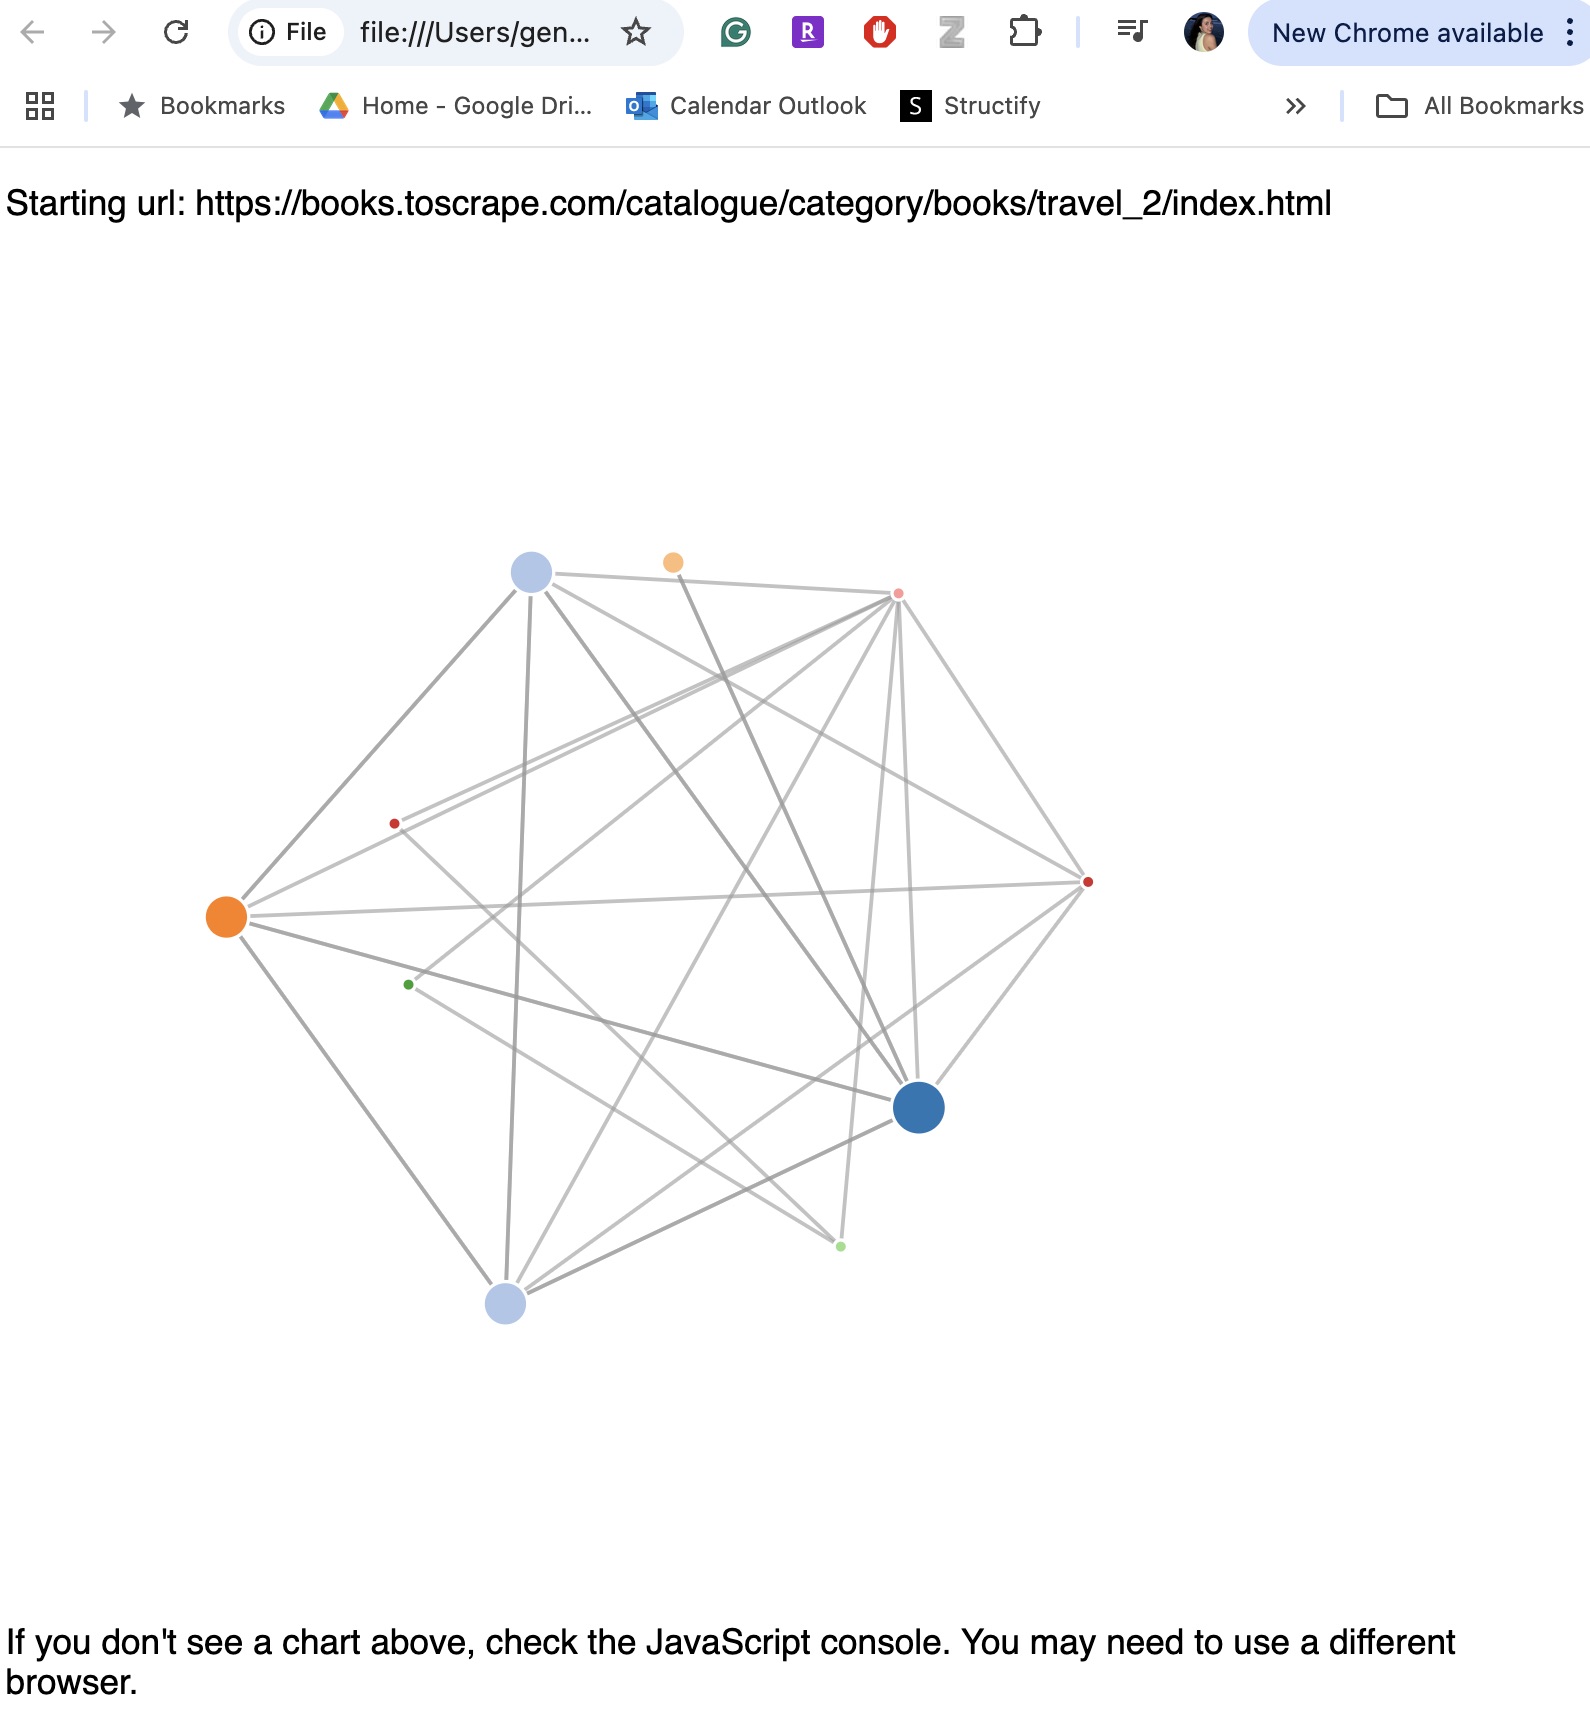 File file:///Users/gen... R New Chrome available
Bookmarks Home - Google Dri... Calendar Outlook S Structify All Bookmarks
Starting url: https://books.toscrape.com/catalogue/category/books/travel_2/index.html
If you don't see a chart above, check the JavaScript console. You may need to use a different
browser.